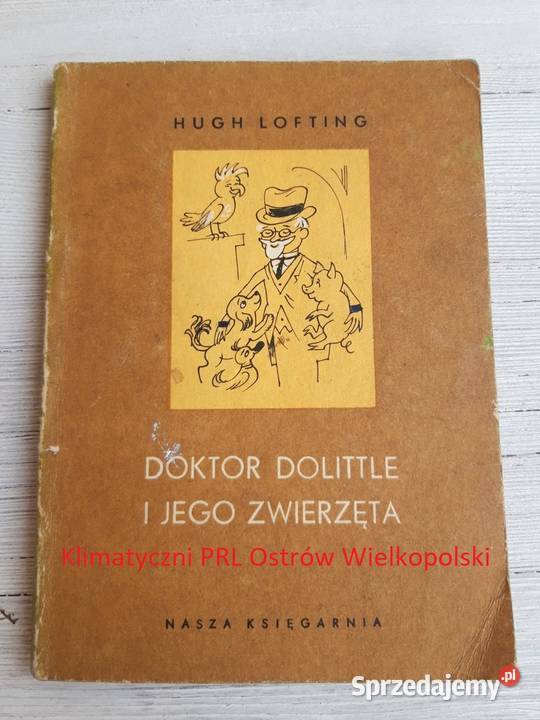 HUGH LOFTING
DOKTOR DOLITTLE
I JEGO ZWIERZĘTA
Klimatyczni PRL Ostrów Wielkopolski
NASZA KSIĘGARNIA
Sprzedajemy.pl